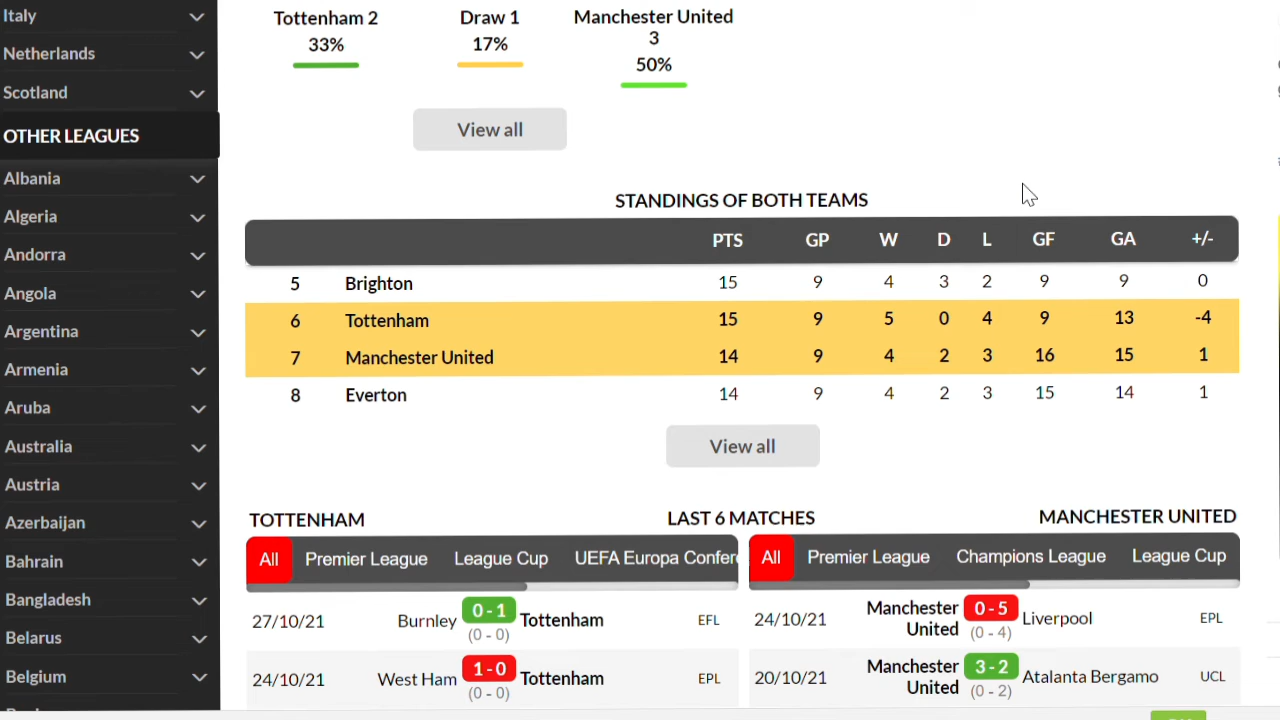 Italy
Netherlands
Scotland
OTHER LEAGUES
Albania
Algeria
Andorra
Angola
Argentina
Armenia
Aruba
Australia
Austria
Azerbaijan
Bahrain
Bangladesh
Belarus
Belgium
Tottenham 2 Draw 1 Manchester United
3
33% 17% 50%
View all
STANDINGS OF BOTH TEAMS
PTS GP W D L GF GA +/-
5 Brighton 15 9 4 3 2 9 9 0
6 Tottenham 15 9 5 0 4 9 13 -4
7 Manchester United 14 9 4 2 3 16 15 1
8 Everton 14 9 4 2 3 15 14 1
View all
TOTTENHAM LAST 6 MATCHES MANCHESTER UNITED
All Premier League League Cup UEFA Europa Confer
27/10/21 Burnley 0 - 1 Tottenham EFL
(0 - 0)
24/10/21 West Ham 1 - 0 Tottenham EPL
(0 - 0)
All Premier League Champions League League Cup
24/10/21 Manchester United 0 - 5 Liverpool EPL
(0 - 4)
20/10/21 Manchester United 3 - 2 Atalanta Bergamo UCL
(0 - 2)